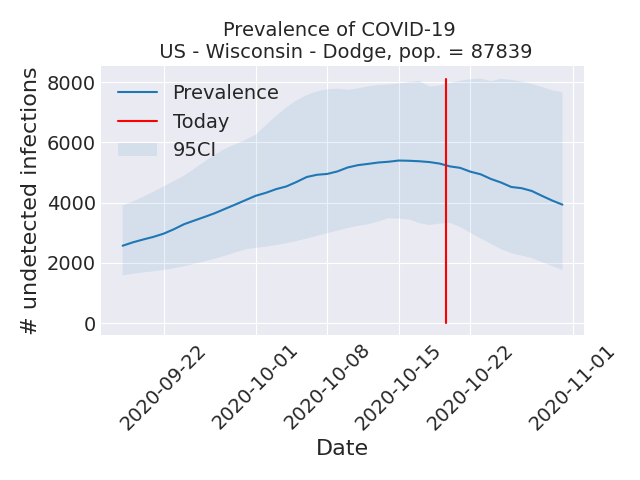 Prevalence of COVID-19
US - Wisconsin - Dodge, pop. = 87839
# undetected infections
8000
6000
4000
2000
0
Prevalence
Today
95CI
2020-09-22
2020-10-01
2020-10-08
2020-10-15
2020-10-22
2020-11-01
Date